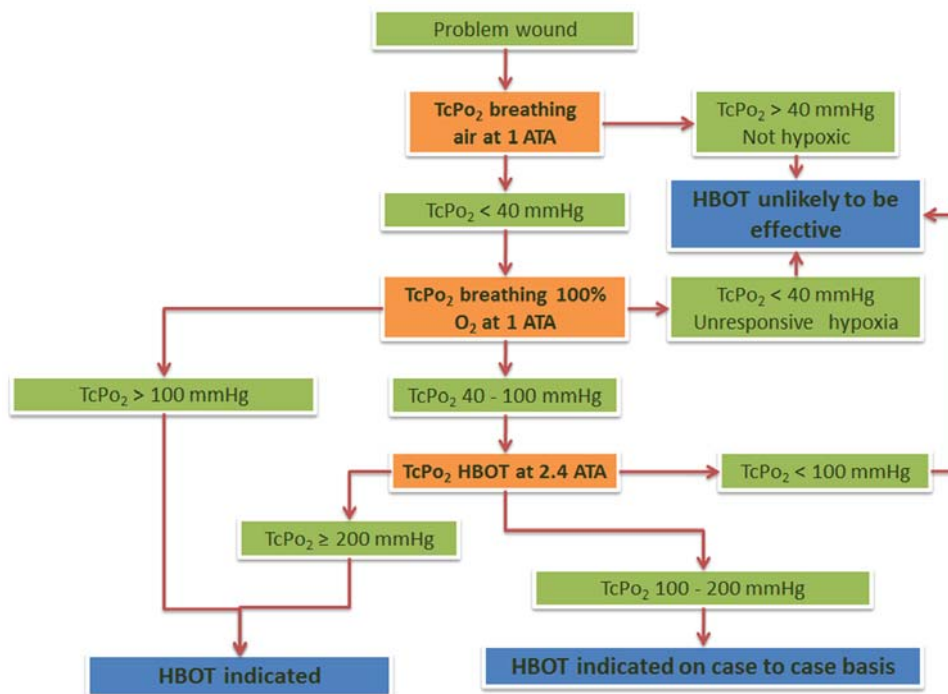 Problem wound
TcPo₂ breathing
air at 1 ATA
TcPo₂ > 40 mmHg
Not hypoxic
TcPo₂ < 40 mmHg
HBOT unlikely to be
effective
TcPo₂ breathing 100%
O₂ at 1 ATA
TcPo₂ < 40 mmHg
Unresponsive hypoxia
TcPo₂ > 100 mmHg
TcPo₂ 40 - 100 mmHg
TcPo₂ HBOT at 2.4 ATA
TcPo₂ < 100 mmHg
TcPo₂ ≥ 200 mmHg
TcPo₂ 100 - 200 mmHg
HBOT indicated
HBOT indicated on case to case basis